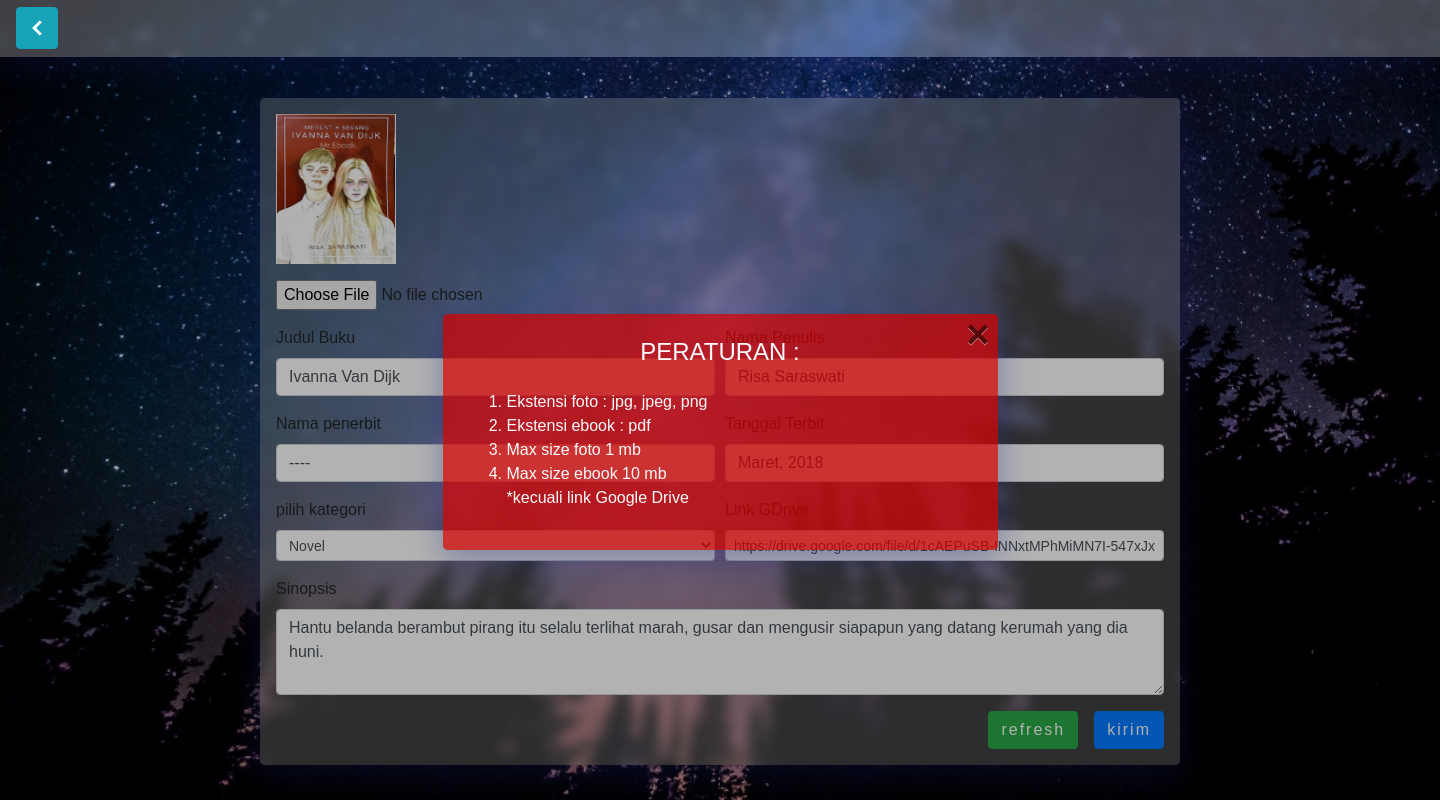 IVANNA VAN DIJK
Mr.Ebook.
RISA SARASWATI
Choose File No file chosen
Judul Buku
Nama Penulis
Ivanna Van Dijk
Risa Saraswati
Nama penerbit
Tanggal Terbit
----
Maret, 2018
pilih kategori
Link GDrive
Novel
https://drive.google.com/file/d/1cAEPuSB-INNxtMPhMiMN7I-547xJx
Sinopsis
Hantu belanda berambut pirang itu selalu terlihat marah, gusar dan mengusir siapapun yang datang kerumah yang dia
huni.
refresh
kirim
×
PERATURAN :
1. Ekstensi foto : jpg, jpeg, png
2. Ekstensi ebook : pdf
3. Max size foto 1 mb
4. Max size ebook 10 mb
*kecuali link Google Drive